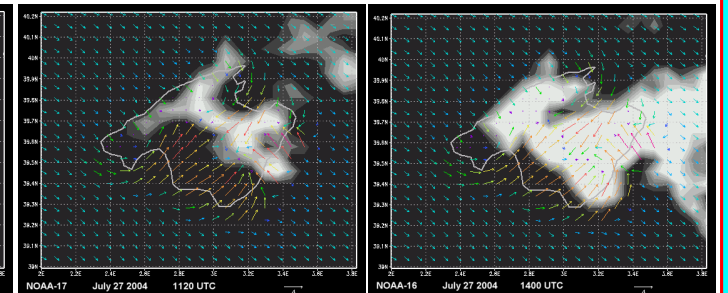 40.2N
40.1N
40N
39.9N
39.8N
39.7N
39.6N
39.5N
39.4N
39.3N
39.2N
39.1N
39N
2E 2.2E 2.4E 2.6E 2.8E 3E 3.2E 3.4E 3.6E 3.8E
NOAA-17 July 27 2004 1120 UTC
4
40.2N
40.1N
40N
39.9N
39.8N
39.7N
39.6N
39.5N
39.4N
39.3N
39.2N
39.1N
39N
2E 2.2E 2.4E 2.6E 2.8E 3E 3.2E 3.4E 3.6E 3.8E
NOAA-16 July 27 2004 1400 UTC
4